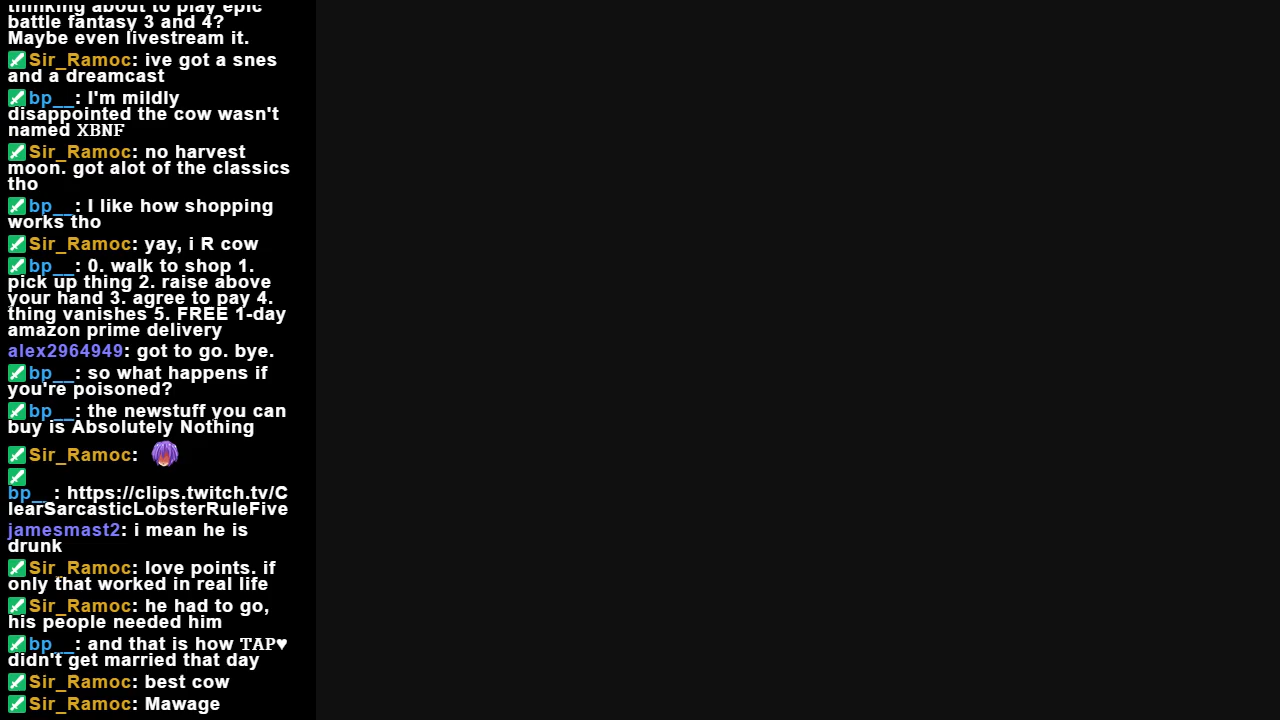 thinking about to play epic
battle fantasy 3 and 4?
Maybe even livestream it.
Sir_Ramoc: ive got a snes
and a dreamcast
bp__: I'm mildly
disappointed the cow wasn't
named XBNF
Sir_Ramoc: no harvest
moon. got alot of the classics
tho
bp__: I like how shopping
works tho
Sir_Ramoc: yay, i R cow
bp__: 0. walk to shop 1.
pick up thing 2. raise above
your hand 3. agree to pay 4.
thing vanishes 5. FREE 1-day
amazon prime delivery
alex2964949: got to go. bye.
bp__: so what happens if
you're poisoned?
bp__: the newstuff you can
buy is Absolutely Nothing
Sir_Ramoc:
bp__: https://clips.twitch.tv/C
learSarcasticLobsterRuleFive
jamesmast2: i mean he is
drunk
Sir_Ramoc: love points. if
only that worked in real life
Sir_Ramoc: he had to go,
his people needed him
bp__: and that is how TAP♥
didn't get married that day
Sir_Ramoc: best cow
Sir_Ramoc: Mawage